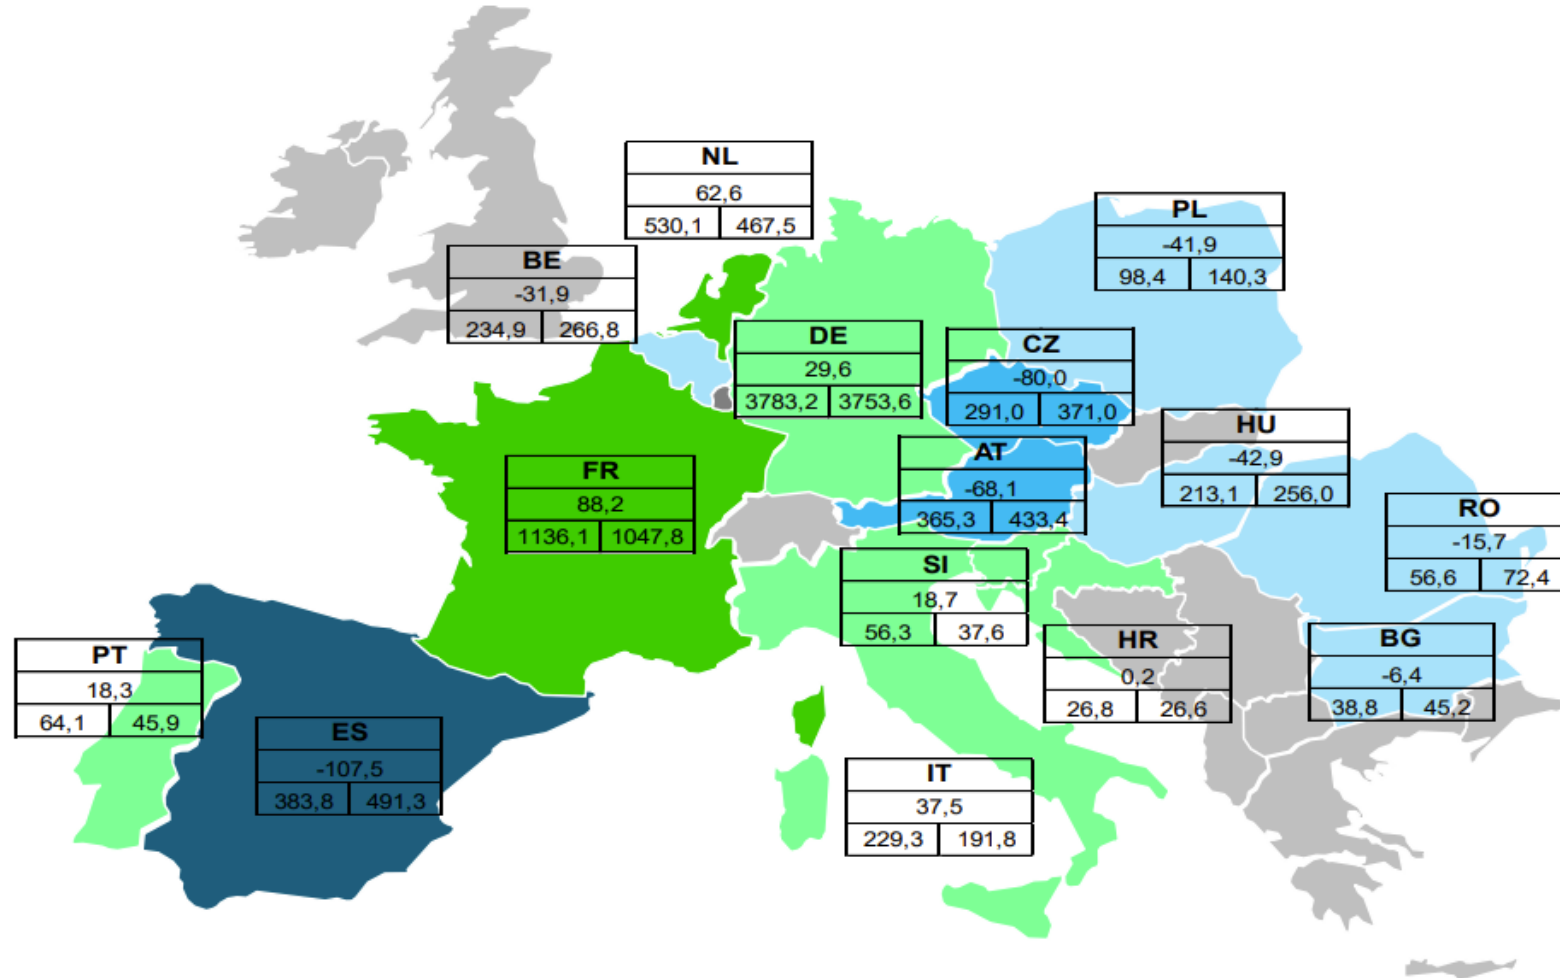 NL
62,6
530,1 467,5
PL
-41,9
98,4 140,3
BE
-31,9
234,9 266,8
DE
29,6
3783,2 3753,6
CZ
-80,0
291,0 371,0
HU
-42,9
213,1 256,0
AT
-68,1
365,3 433,4
FR
88,2
1136,1 1047,8
RO
-15,7
56,6 72,4
SI
18,7
56,3 37,6
HR
0,2
26,8 26,6
BG
-6,4
38,8 45,2
PT
18,3
64,1 45,9
ES
-107,5
383,8 491,3
IT
37,5
229,3 191,8